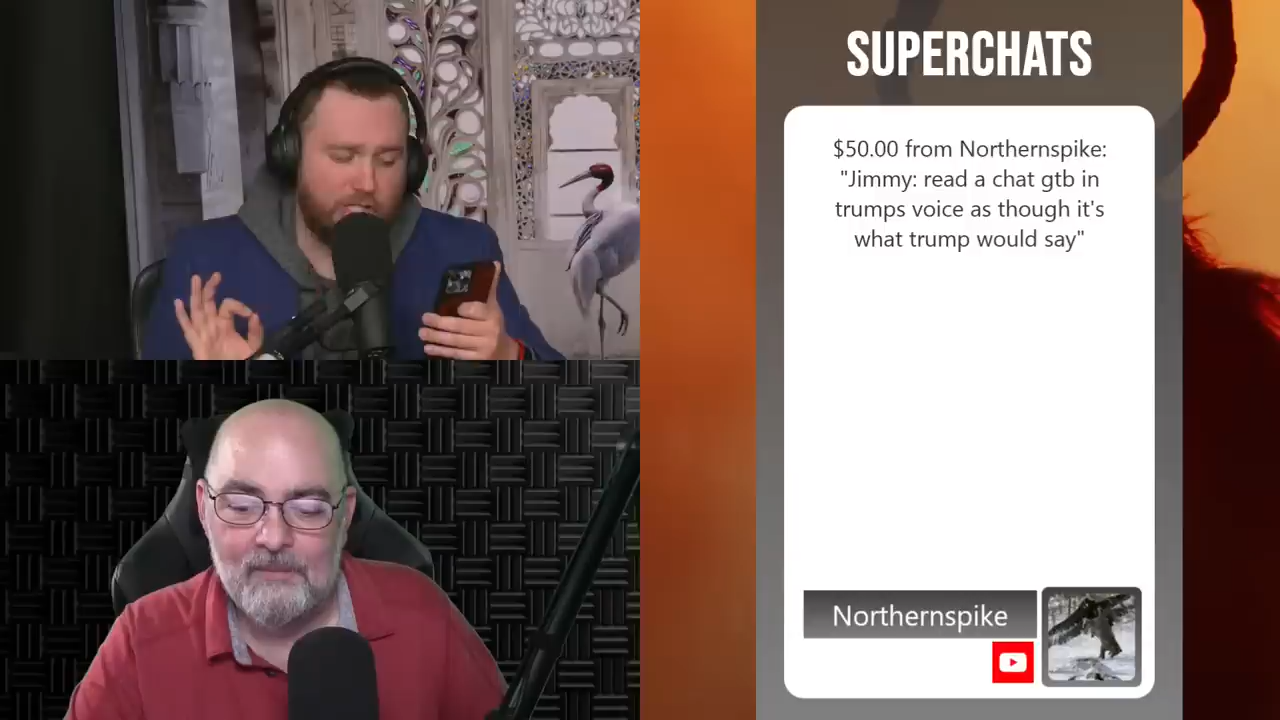 SUPERCHATS
$50.00 from Northernspike:
"Jimmy: read a chat gtb in
trumps voice as though it's
what trump would say"
Northernspike